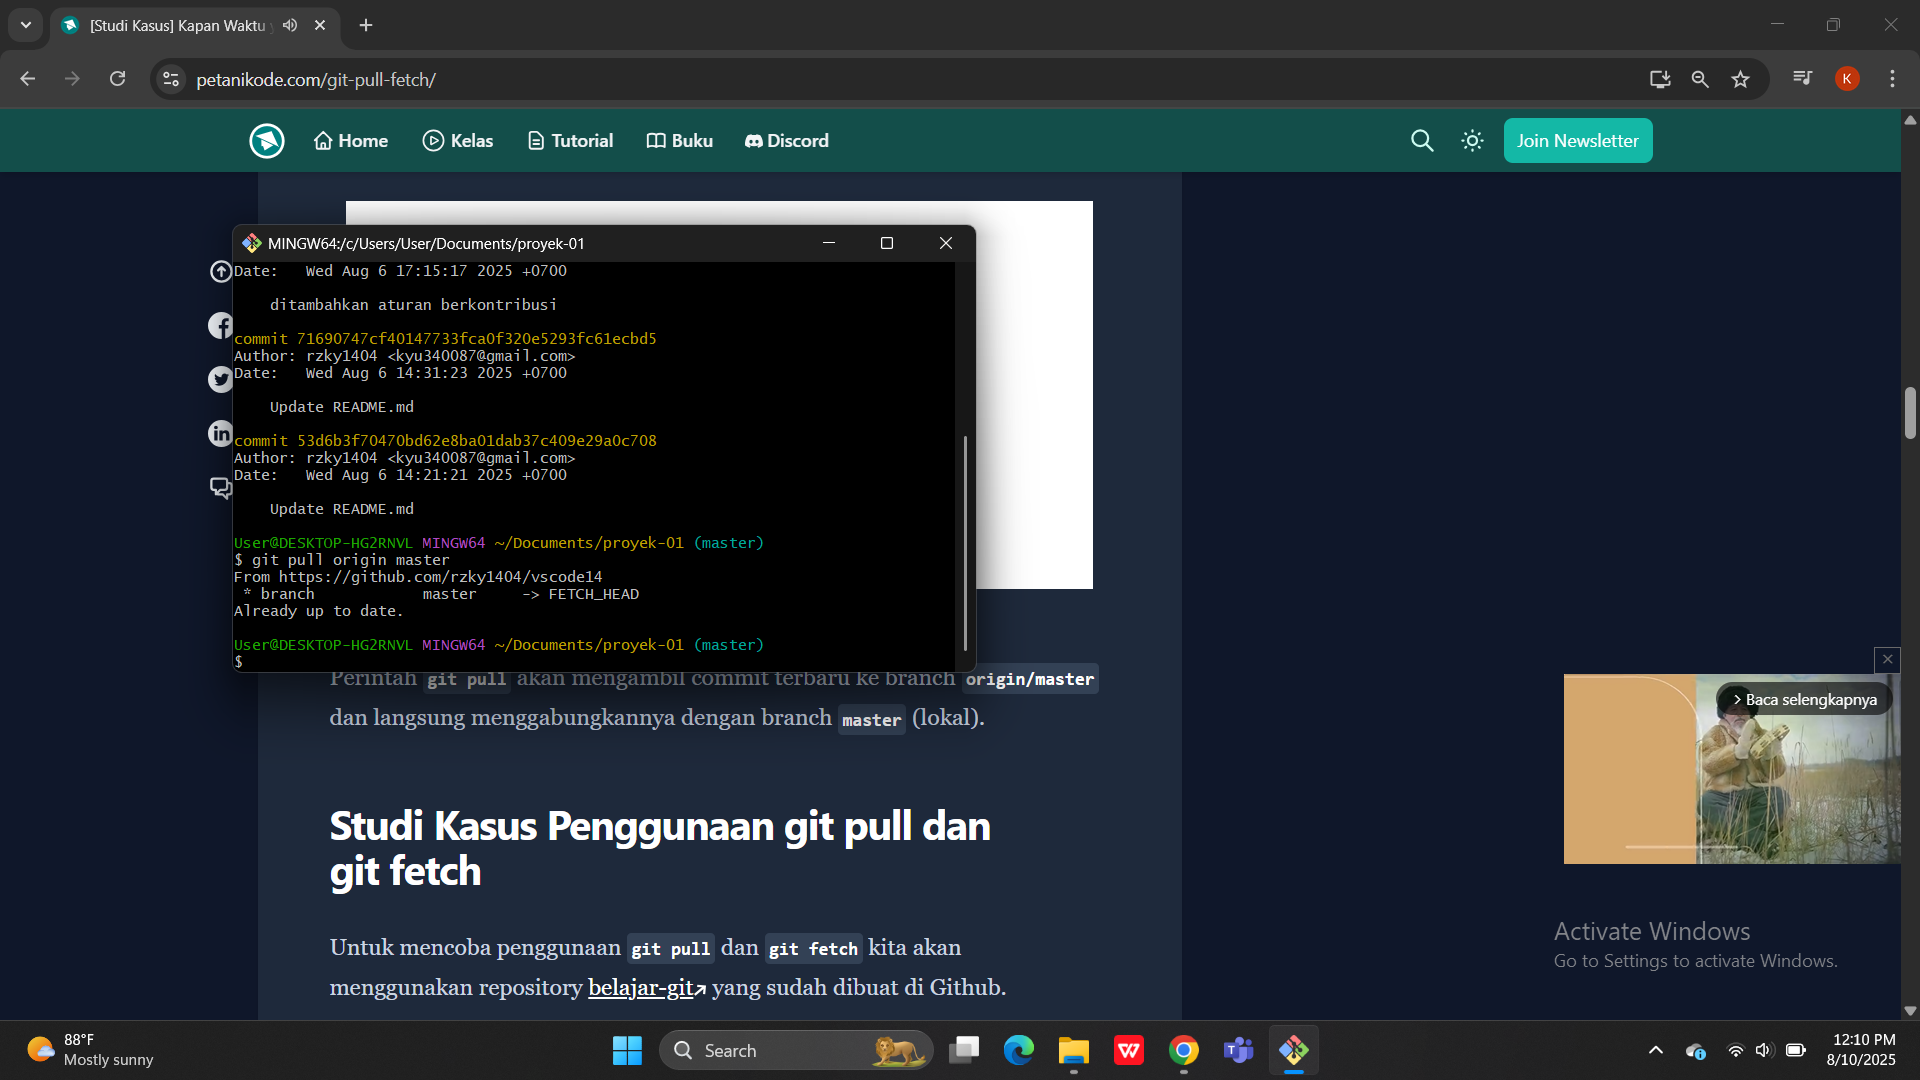 [Studi Kasus] Kapan Waktu
petanikode.com/git-pull-fetch/
K
Home
Kelas
Tutorial
Buku
Discord
Join Newsletter
MINGW64:/c/Users/User/Documents/proyek-01
Date:   Wed Aug 6 17:15:17 2025 +0700
ditambahkan aturan berkontribusi
commit 71690747cf40147733fca0f320e5293fc61ecbd5
Author: rzky1404 <kyu340087@gmail.com>
Date:   Wed Aug 6 14:31:23 2025 +0700
Update README.md
commit 53d6b3f70470bd62e8ba01dab37c409e29a0c708
Author: rzky1404 <kyu340087@gmail.com>
Date:   Wed Aug 6 14:21:21 2025 +0700
Update README.md
User@DESKTOP-HG2RNVL MINGW64 ~/Documents/proyek-01 (master)
$ git pull origin master
From https://github.com/rzky1404/vscode14
* branch            master     -> FETCH_HEAD
Already up to date.
User@DESKTOP-HG2RNVL MINGW64 ~/Documents/proyek-01 (master)
$
Perintah git pull akan mengambil commit terbaru ke branch origin/master
dan langsung menggabungkannya dengan branch master (lokal).
Studi Kasus Penggunaan git pull dan
git fetch
Untuk mencoba penggunaan git pull dan git fetch kita akan
menggunakan repository belajar-git yang sudah dibuat di Github.
Baca selengkapnya
Activate Windows
Go to Settings to activate Windows.
88°F
Mostly sunny
Search
12:10 PM
8/10/2025